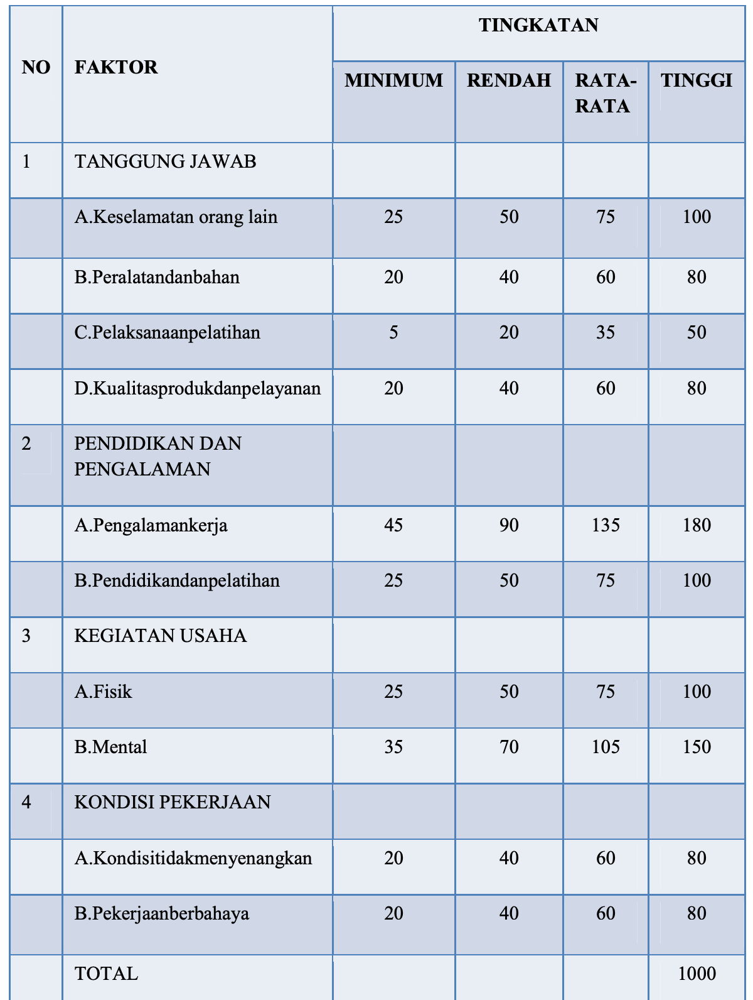 NO FAKTOR TINGKATAN
MINIMUM RENDAH RATA-
RATA TINGGI
1 TANGGUNG JAWAB
A.Keselamatan orang lain 25 50 75 100
B.Peralatandanbahan 20 40 60 80
C.Pelaksanaanpelatihan 5 20 35 50
D.Kualitasprodukdanpelayanan 20 40 60 80
2 PENDIDIKAN DAN
PENGALAMAN
A.Pengalamankerja 45 90 135 180
B.Pendidikandanpelatihan 25 50 75 100
3 KEGIATAN USAHA
A.Fisik 25 50 75 100
B.Mental 35 70 105 150
4 KONDISI PEKERJAAN
A.Kondisitidakmenyenangkan 20 40 60 80
B.Pekerjaanberbahaya 20 40 60 80
TOTAL 1000